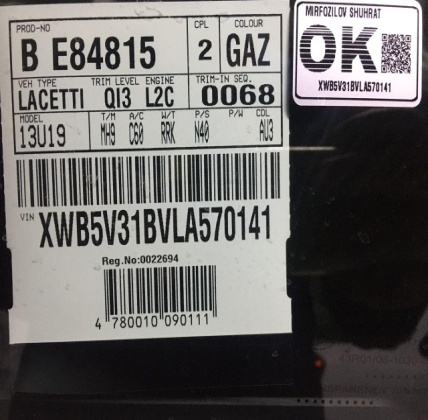 PROD-NO CPL COLOUR
B E84815 2 GAZ
VEH TYPE TRIM LEVEL ENGINE TRIM-IN SEQ.
LACETTI QI3 L2C 0068
MODEL T/M A/C W/T P/S P/W CDL
13U19 MH9 C60 RRK N40 AU3
VIN XWB5V31BVLA570141
Reg.No:0022694
4 780010 090111
MIRFOZILOV SHUHRAT
OK
XWB5V31BVLA570141